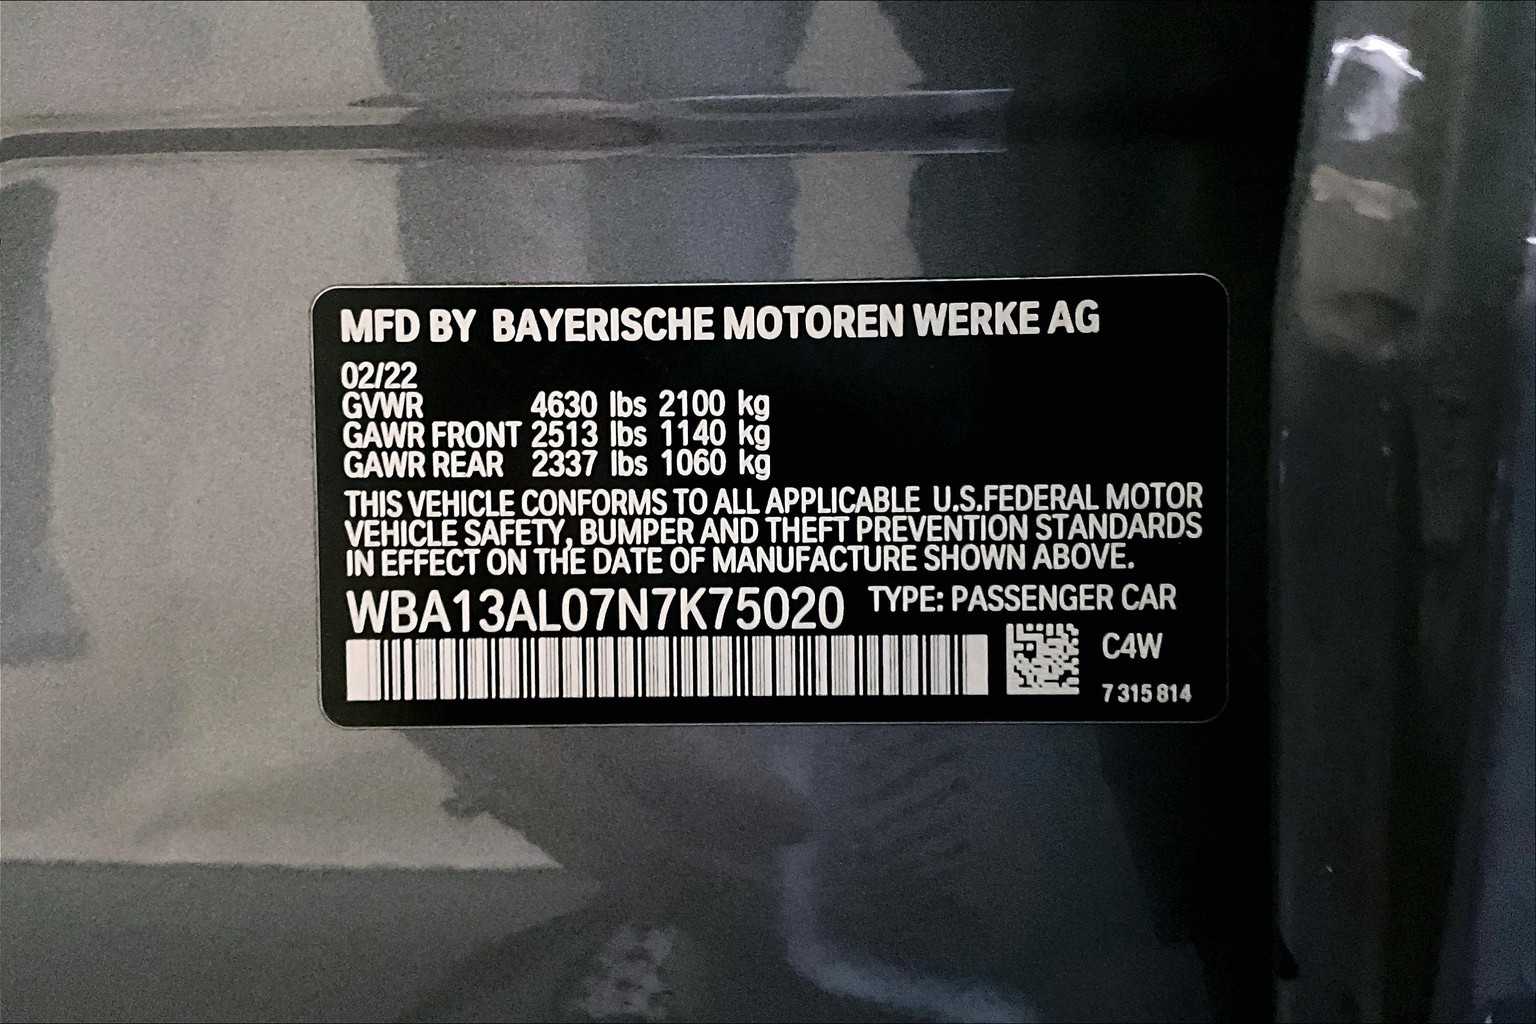 MFD BY BAYERISCHE MOTOREN WERKE AG
02/22
GVWR 4630 lbs 2100 kg
GAWR FRONT 2513 lbs 1140 kg
GAWR REAR 2337 lbs 1060 kg
THIS VEHICLE CONFORMS TO ALL APPLICABLE U.S.FEDERAL MOTOR
VEHICLE SAFETY, BUMPER AND THEFT PREVENTION STANDARDS
IN EFFECT ON THE DATE OF MANUFACTURE SHOWN ABOVE.
WBA13AL07N7K75020 TYPE: PASSENGER CAR
C4W
7 315 814